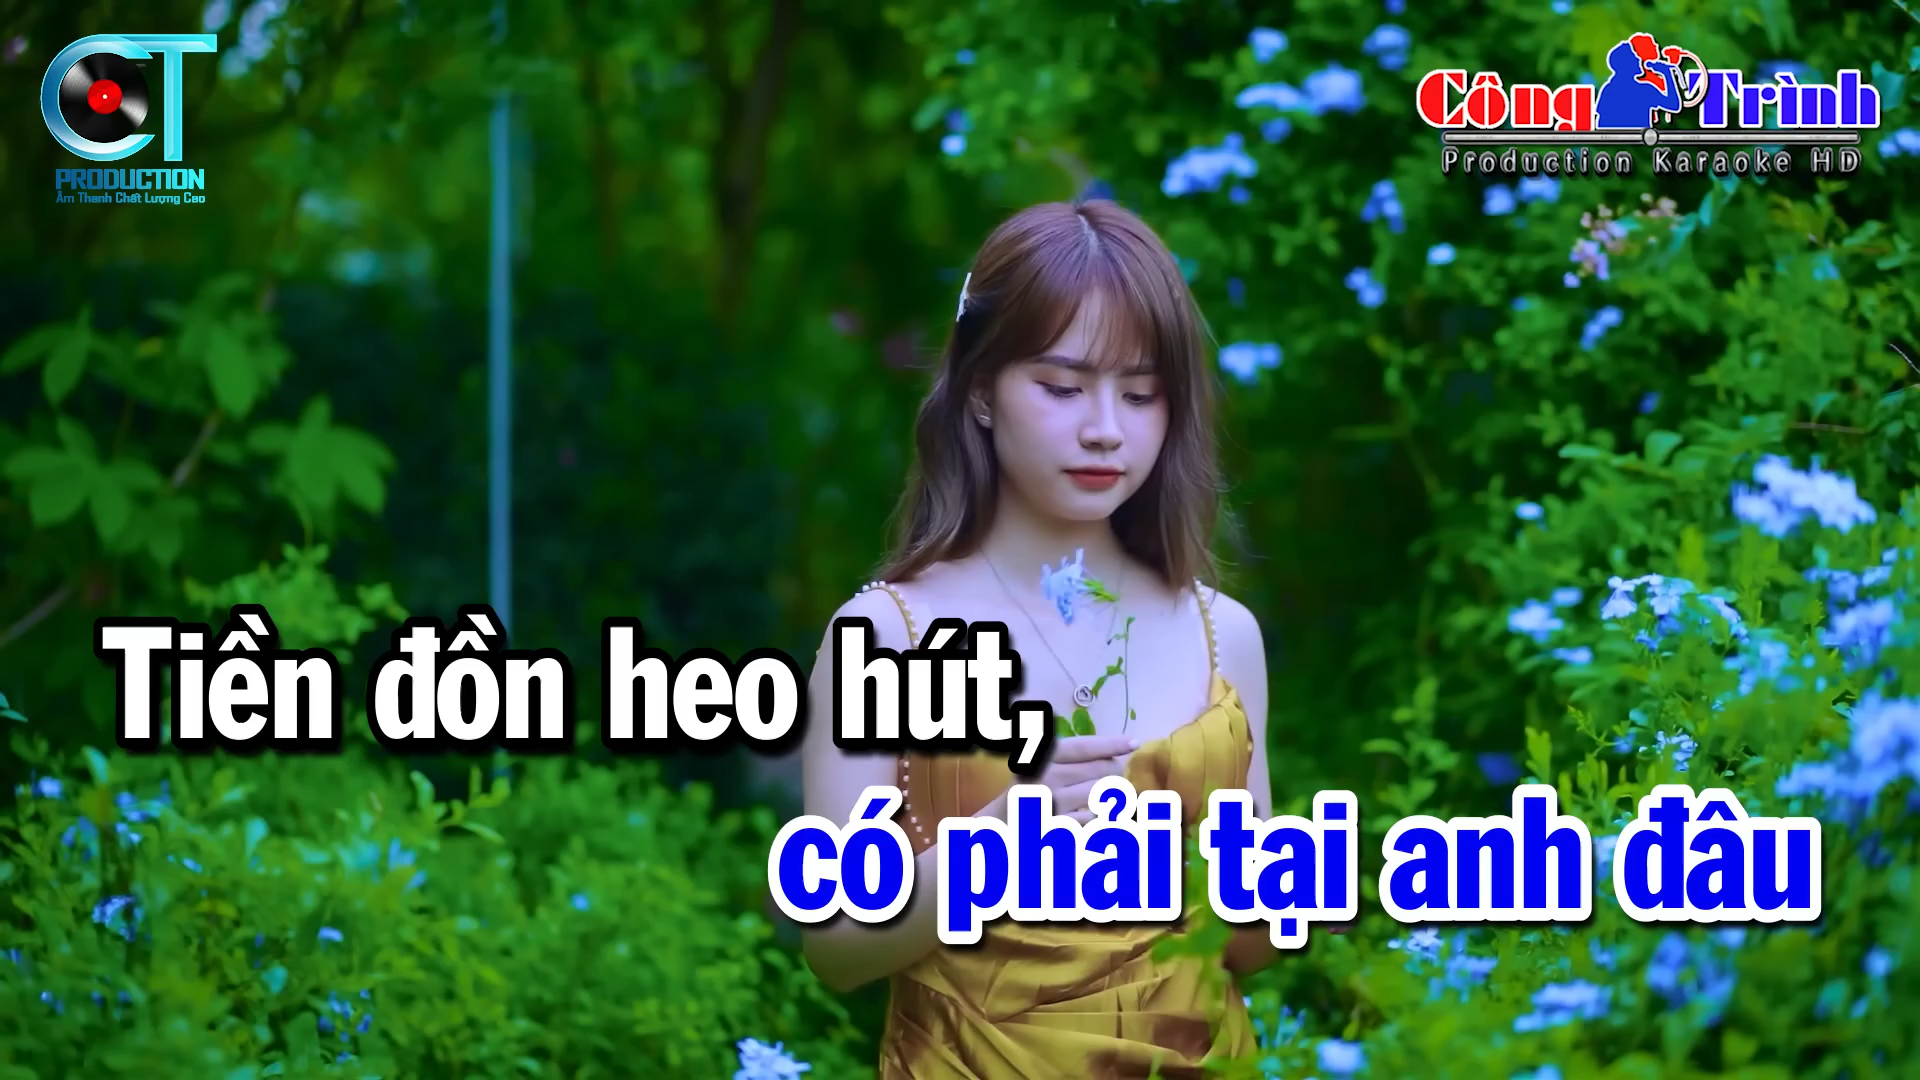 CT
PRODUCTION
Âm Thanh Chất Lượng Cao
Công Trình
Production Karaoke HD
Tiền đồn heo hút,
có phải tại anh đâu